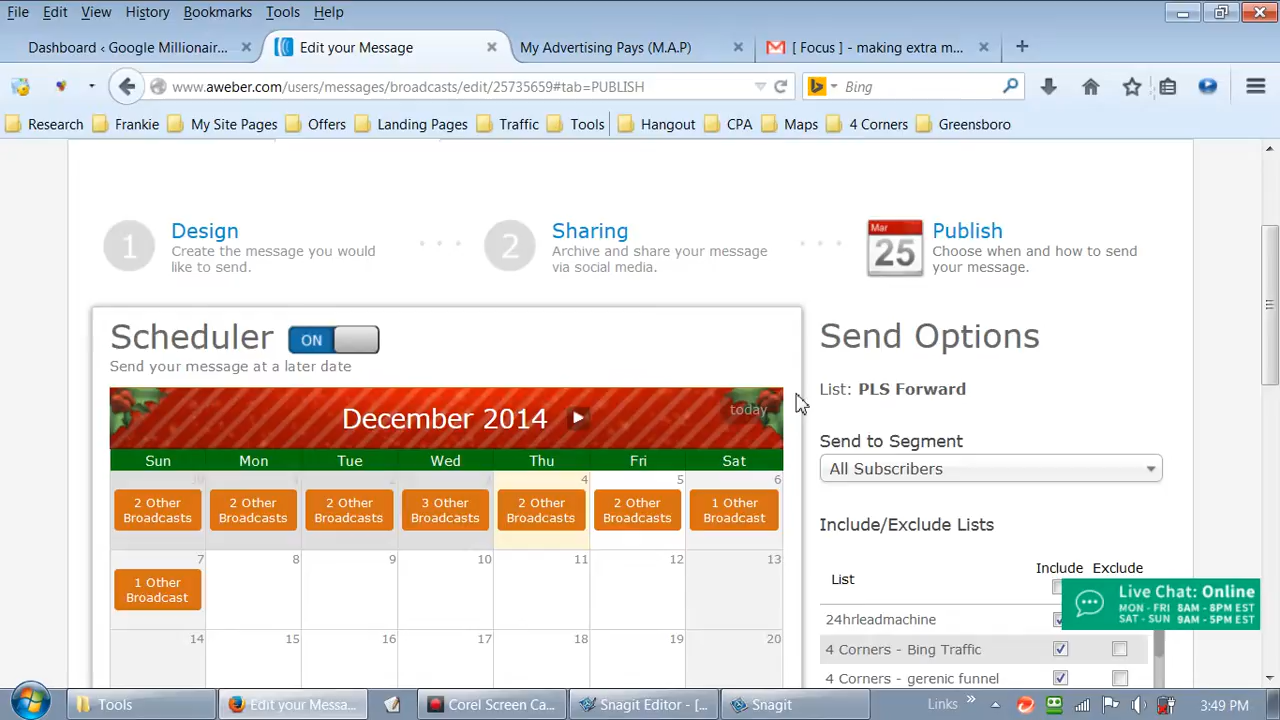 File Edit View History Bookmarks Tools Help
Dashboard ‹ Google Millionair...
Edit your Message
My Advertising Pays (M.A.P)
[ Focus ] - making extra m...
www.aweber.com/users/messages/broadcasts/edit/25735659#tab=PUBLISH
Bing
Research Frankie My Site Pages Offers Landing Pages Traffic Tools Hangout CPA Maps 4 Corners Greensboro
1 Design
Create the message you would
like to send.
2 Sharing
Archive and share your message
via social media.
Mar
25
Publish
Choose when and how to send
your message.
Scheduler ON
Send your message at a later date
December 2014
today
Sun Mon Tue Wed Thu Fri Sat
4 5 6
2 Other
Broadcasts
2 Other
Broadcasts
2 Other
Broadcasts
3 Other
Broadcasts
2 Other
Broadcasts
2 Other
Broadcasts
1 Other
Broadcast
7 8 9 10 11 12 13
1 Other
Broadcast
14 15 16 17 18 19 20
Send Options
List: PLS Forward
Send to Segment
All Subscribers
Include/Exclude Lists
List Include Exclude
24hrleadmachine
4 Corners - Bing Traffic
4 Corners - gerenic funnel
Live Chat: Online
MON - FRI 8AM - 8PM EST
SAT - SUN 9AM - 5PM EST
Tools
Edit your Messa...
Corel Screen Ca...
Snagit Editor - [...
Snagit
Links »
3:49 PM